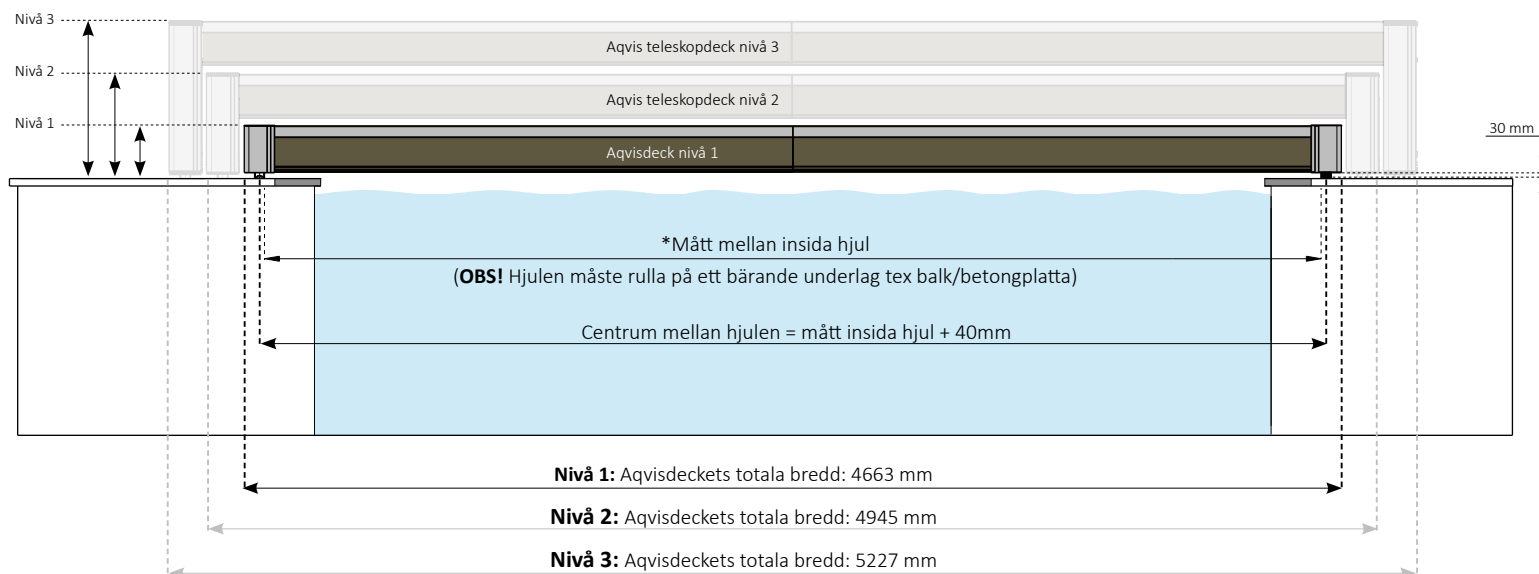 Nivå 3
Aqvis teleskopdeck nivå 3
Nivå 2
Aqvis teleskopdeck nivå 2
Nivå 1
30 mm
Aqvisdeck nivå 1
*Mått mellan insida hjul
(OBS! Hjulen måste rulla på ett bärande underlag tex balk/betongplatta)
Centrum mellan hjulen = mått insida hjul + 40mm
Nivå 1: Aqvisdeckets totala bredd: 4663 mm
Nivå 2: Aqvisdeckets totala bredd: 4945 mm
Nivå 3: Aqvisdeckets totala bredd: 5227 mm